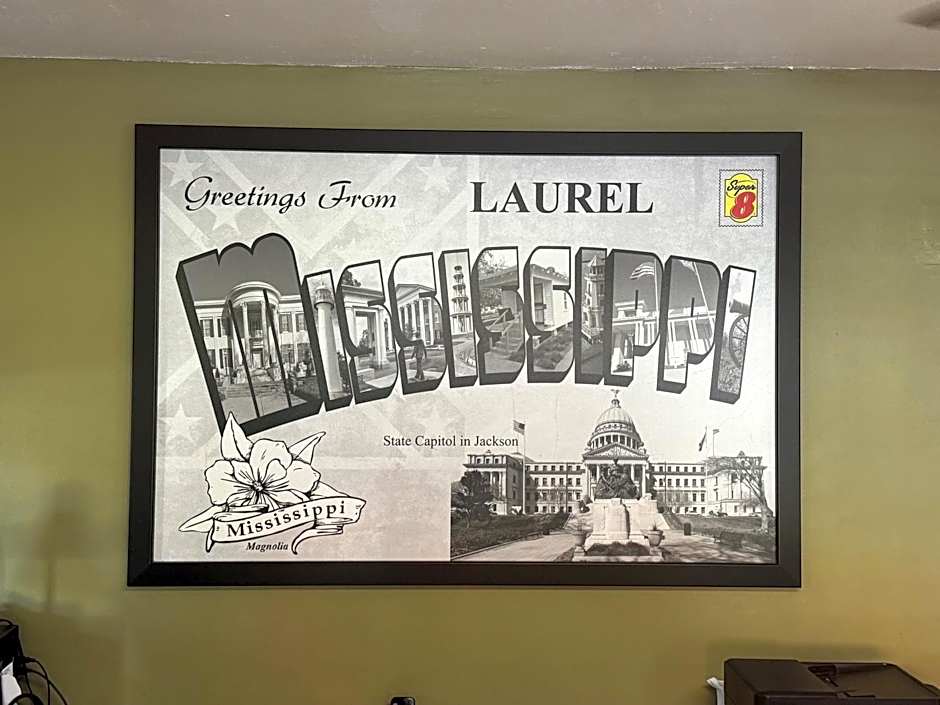 Greetings From LAUREL
Super
8
MISSISSIPPI
State Capitol in Jackson
Mississippi
Magnolia